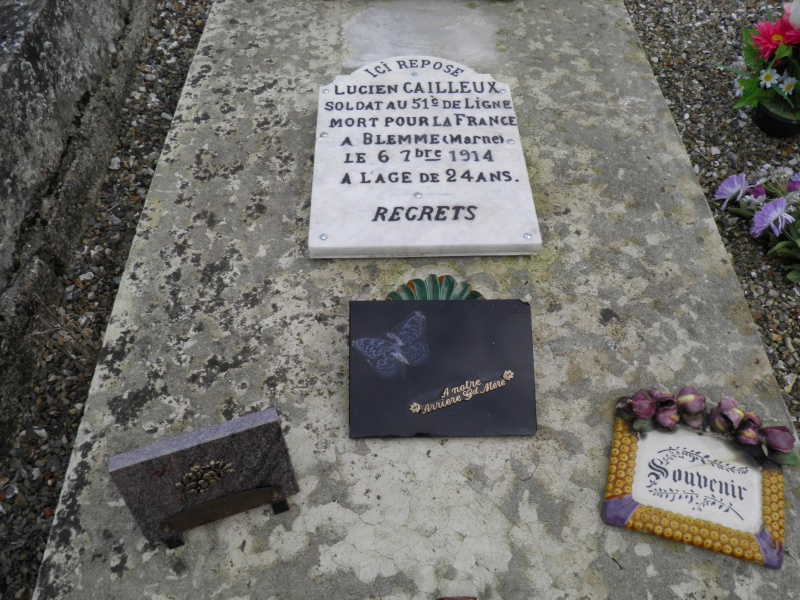 ICI REPOSE
LUCIEN CAILLEUX
SOLDAT AU 51e DE LIGNE
MORT POUR LA FRANCE
A BLEMME (MARNE)
LE 6 7bre 1914
A L'AGE DE 24 ANS.
REGRETS
A notre
Arrière Gd Mère
Souvenir